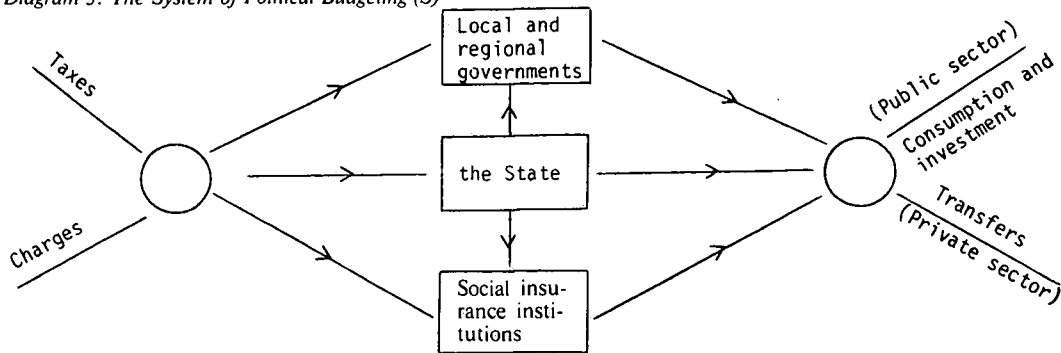 Diagram 3: The System of Political Budgeting (S)
Taxes
Charges
Local and
regional
governments
the State
Social insu-
rance insti-
tutions
(Public sector)
Consumption and
investment
Transfers
(Private sector)